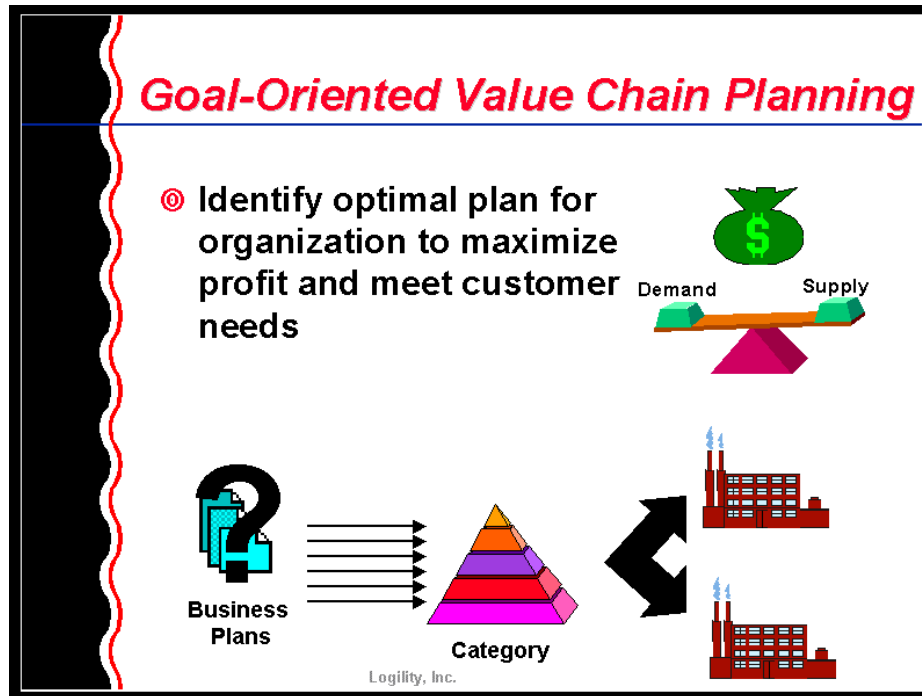 Goal-Oriented Value Chain Planning
Identify optimal plan for
organization to maximize
profit and meet customer
needs
$
Demand
Supply
Business
Plans
Category
Logility, Inc.